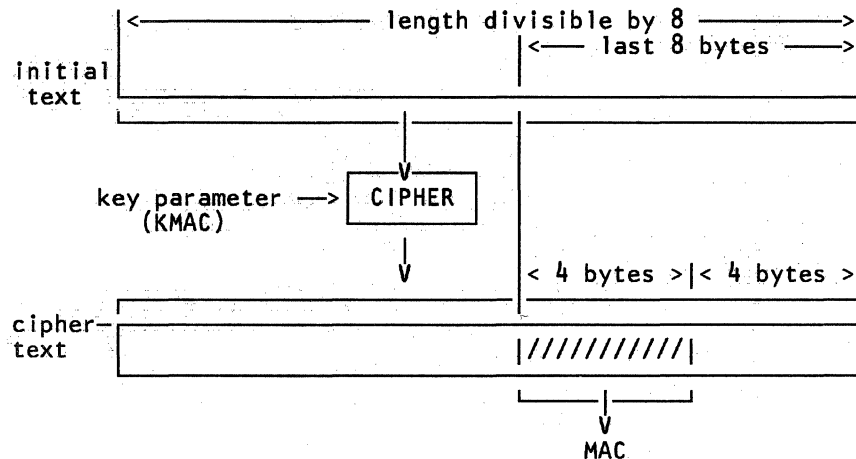 length divisible by 8
last 8 bytes
initial
text
key parameter
(KMAC)
CIPHER
< 4 bytes >|< 4 bytes >
cipher
text
|///////////|
MAC